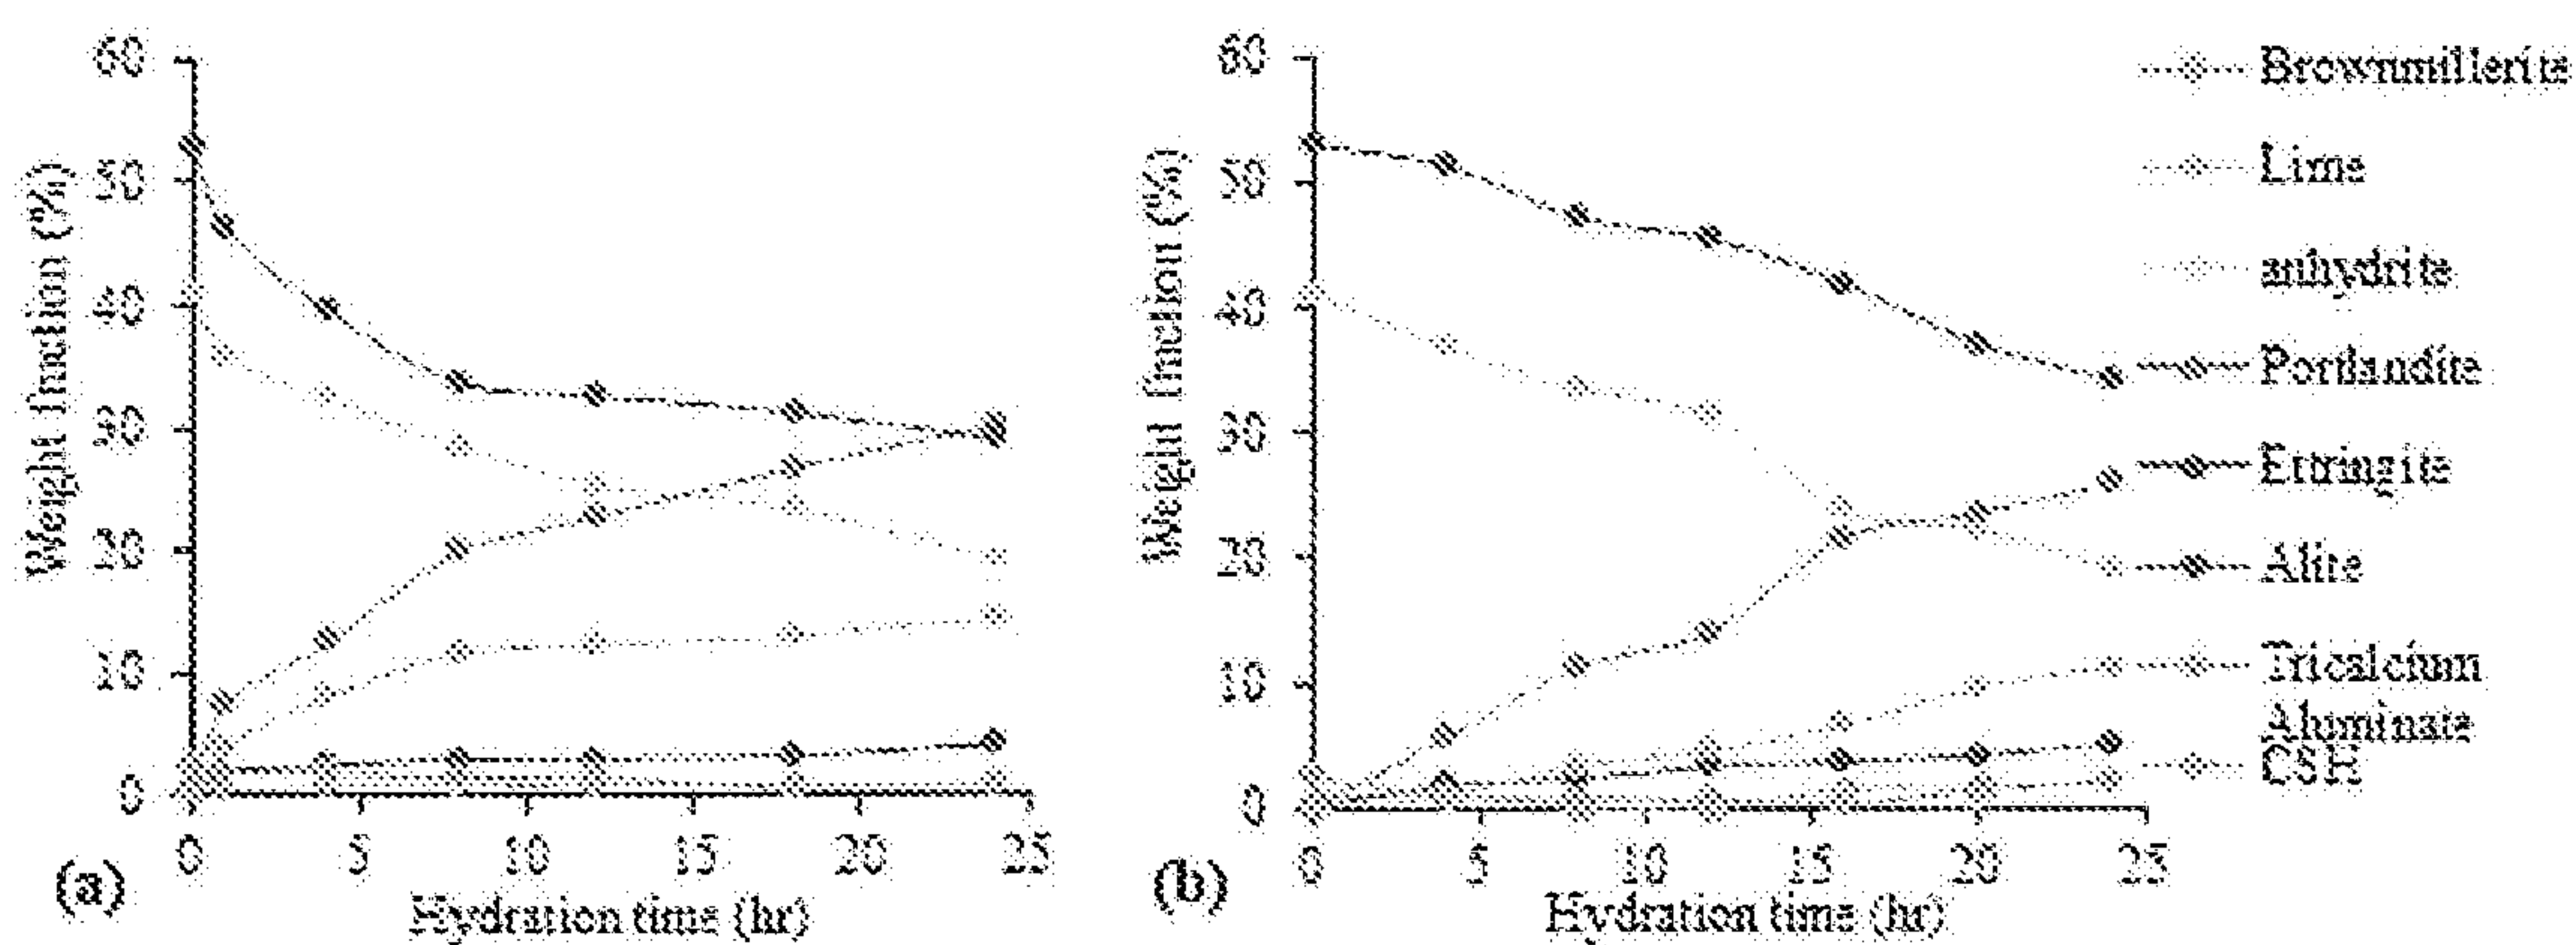 60
50
40
30
20
10
0
Weight fraction (%)
0 5 10 15 20 25
Hydration time (hr)
(a)
60
50
40
30
20
10
0
Weight fraction (%)
0 5 10 15 20 25
Hydration time (hr)
(b)
Brownmillerite
Lime
anhydrite
Portlandite
Ettringite
Alite
Tricalcium
Aluminate
CSH